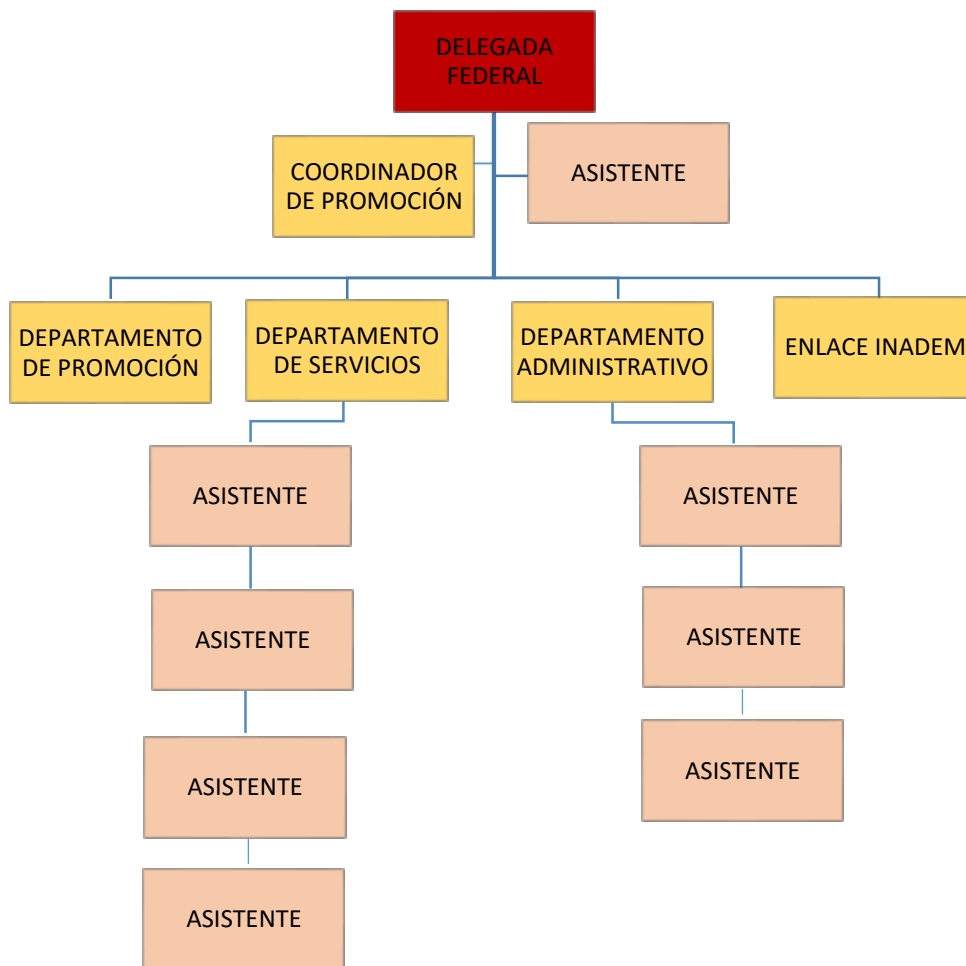 DELEGADA
FEDERAL
COORDINADOR
DE PROMOCIÓN
ASISTENTE
DEPARTAMENTO
DE PROMOCIÓN
DEPARTAMENTO
DE SERVICIOS
DEPARTAMENTO
ADMINISTRATIVO
ENLACE INADEM
ASISTENTE
ASISTENTE
ASISTENTE
ASISTENTE
ASISTENTE
ASISTENTE
ASISTENTE